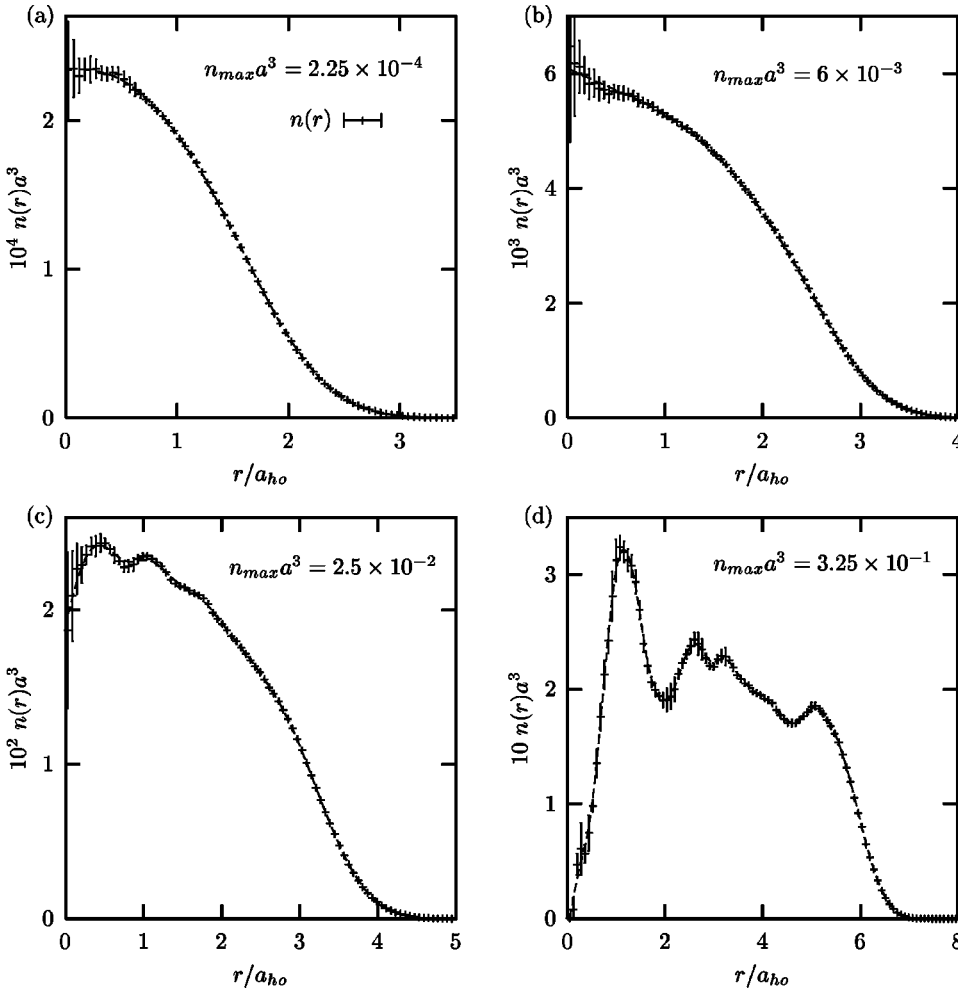 (a)
n_{max}a^3 = 2.25 × 10^{-4}
n(r)
2
1
0
10^4 n(r)a^3
0 1 2 3
r/a_{ho}
(b)
n_{max}a^3 = 6 × 10^{-3}
6
4
2
0
10^3 n(r)a^3
0 1 2 3 4
r/a_{ho}
(c)
n_{max}a^3 = 2.5 × 10^{-2}
2
1
0
10^2 n(r)a^3
0 1 2 3 4 5
r/a_{ho}
(d)
n_{max}a^3 = 3.25 × 10^{-1}
3
2
1
0
10 n(r)a^3
0 2 4 6 8
r/a_{ho}